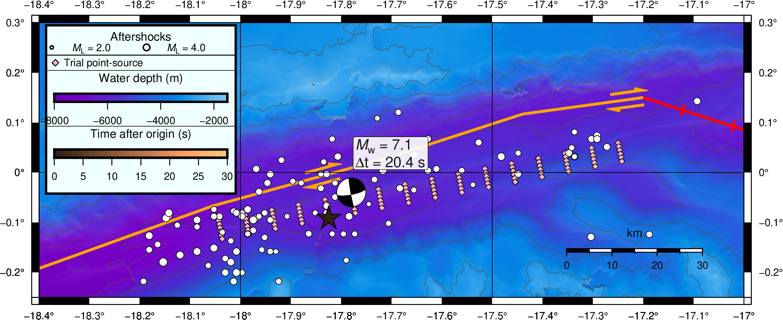 −18.4° −18.3° −18.2° −18.1° −18° −17.9° −17.8° −17.7° −17.6° −17.5° −17.4° −17.3° −17.2° −17.1° −17°
0.3° 0.3°
Aftershocks
ML = 2.0 ML = 4.0
Trial point-source
Water depth (m)
−8000 −6000 −4000 −2000
Time after origin (s)
0 5 10 15 20 25 30
0.2°
0.1° 0.1°
Mw = 7.1
Δt = 20.4 s
0° 0°
−0.1° −0.1°
km
0 10 20 30
−0.2° −0.2°
−18.4° −18.3° −18.2° −18.1° −18° −17.9° −17.8° −17.7° −17.6° −17.5° −17.4° −17.3° −17.2° −17.1° −17°